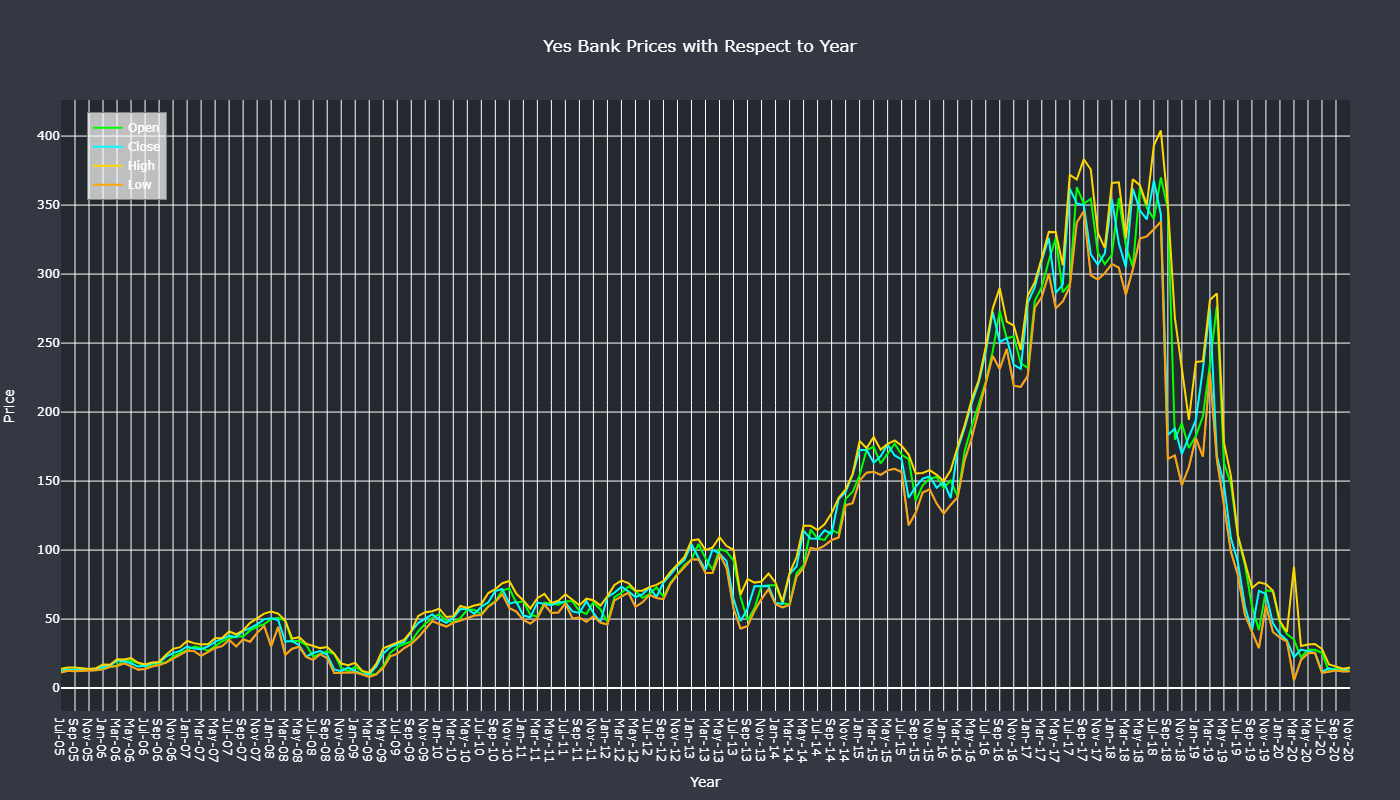 Yes Bank Prices with Respect to Year
Open
Close
High
Low
400
350
300
250
200
150
100
50
0
Price
Jul-05
Sep-05
Nov-05
Jan-06
Mar-06
May-06
Jul-06
Sep-06
Nov-06
Jan-07
Mar-07
May-07
Jul-07
Sep-07
Nov-07
Jan-08
Mar-08
May-08
Jul-08
Sep-08
Nov-08
Jan-09
Mar-09
May-09
Jul-09
Sep-09
Nov-09
Jan-10
Mar-10
May-10
Jul-10
Sep-10
Nov-10
Jan-11
Mar-11
May-11
Jul-11
Sep-11
Nov-11
Jan-12
Mar-12
May-12
Jul-12
Sep-12
Nov-12
Jan-13
Mar-13
May-13
Jul-13
Sep-13
Nov-13
Jan-14
Mar-14
May-14
Jul-14
Sep-14
Nov-14
Jan-15
Mar-15
May-15
Jul-15
Sep-15
Nov-15
Jan-16
Mar-16
May-16
Jul-16
Sep-16
Nov-16
Jan-17
Mar-17
May-17
Jul-17
Sep-17
Nov-17
Jan-18
Mar-18
May-18
Jul-18
Sep-18
Nov-18
Jan-19
Mar-19
May-19
Jul-19
Sep-19
Nov-19
Jan-20
Mar-20
May-20
Jul-20
Sep-20
Nov-20
Year